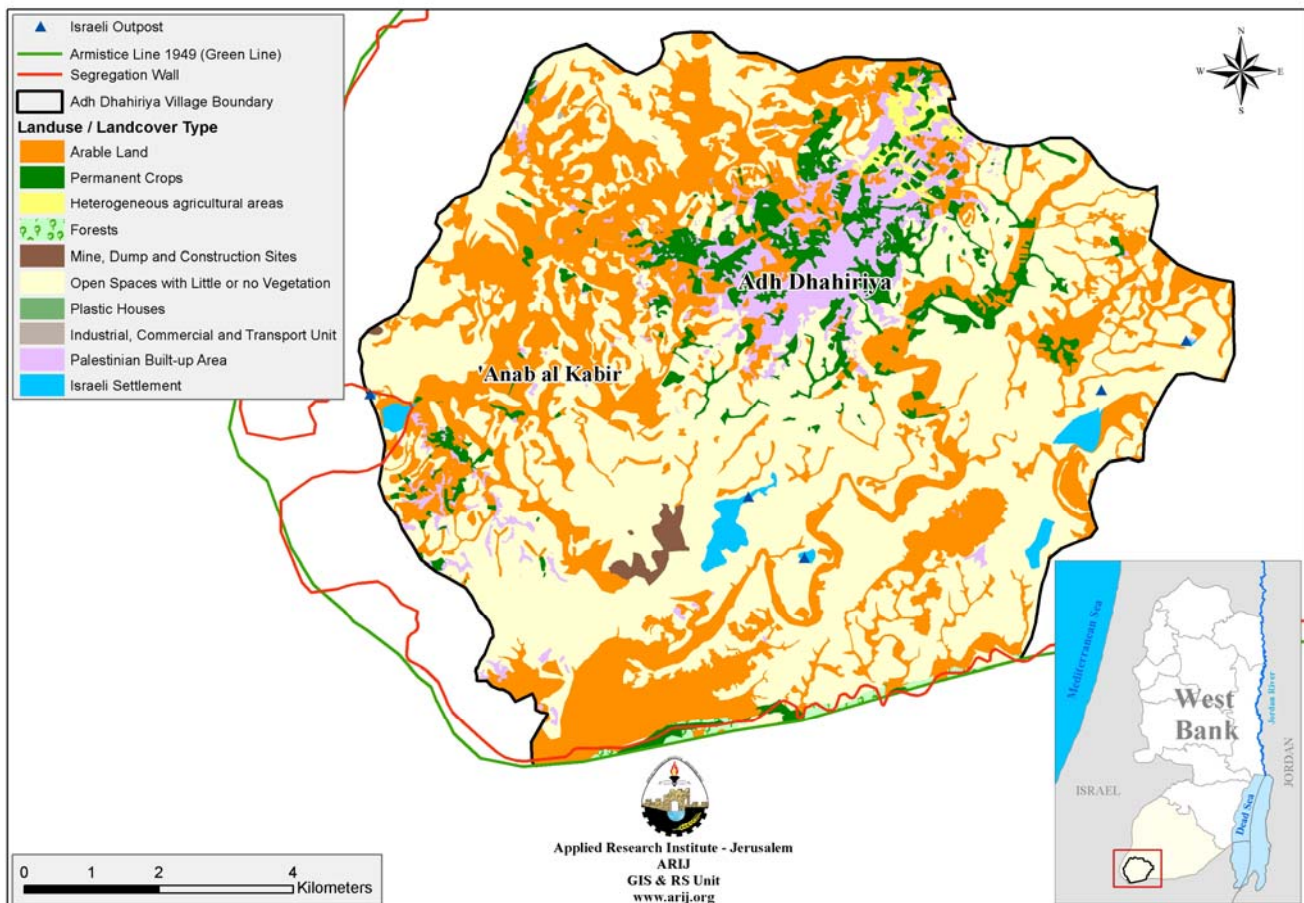 Israeli Outpost
Armistice Line 1949 (Green Line)
Segregation Wall
Adh Dhahiriya Village Boundary
Landuse / Landcover Type
Arable Land
Permanent Crops
Heterogeneous agricultural areas
Forests
Mine, Dump and Construction Sites
Open Spaces with Little or no Vegetation
Plastic Houses
Industrial, Commercial and Transport Unit
Palestinian Built-up Area
Israeli Settlement
N
W
E
S
Adh Dhahiriya
'Anab al Kabir
Mediterranean Sea
West
Bank
Jordan River
JORDAN
ISRAEL
Dead Sea
Applied Research Institute - Jerusalem
ARIJ
GIS & RS Unit
www.arij.org
0 1 2 4
Kilometers